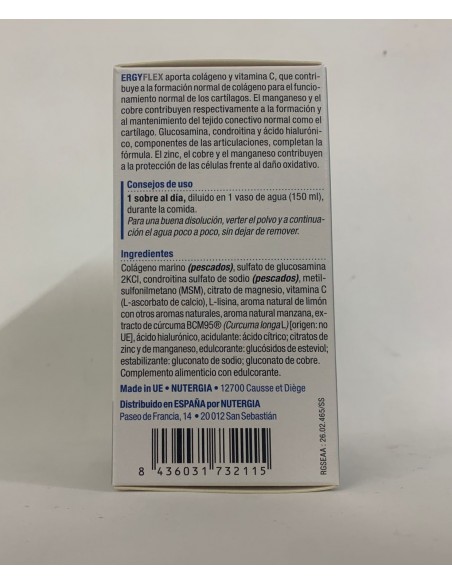 ERGYFLEX aporta colágeno y vitamina C, que contri-
buye a la formación normal de colágeno para el funcio-
namiento normal de los cartílagos. El manganeso y el
cobre contribuyen respectivamente a la formación y
al mantenimiento del tejido conectivo normal como el
cartílago. Glucosamina, condroitina y ácido hialuróni-
co, componentes de las articulaciones, completan la
fórmula. El zinc, el cobre y el manganeso contribuyen
a la protección de las células frente al daño oxidativo.
Consejos de uso
1 sobre al día, diluido en 1 vaso de agua (150 ml),
durante la comida.
Para una buena disolución, verter el polvo y a continua-
ción el agua poco a poco, sin dejar de remover.
Ingredientes
Colágeno marino (pescados), sulfato de glucosamina
2KCl, condroitina sulfato de sodio (pescados), metil-
sulfonilmetano (MSM), citrato de magnesio, vitamina C
(L-ascorbato de calcio), L-lisina, aroma natural de limón
con otros aromas naturales, aroma natural manzana, ex-
tracto de cúrcuma BCM95® (Curcuma longa L) [origen: no
UE], ácido hialurónico, acidulante: ácido cítrico; citratos de
zinc y de manganeso, edulcorante: glucósidos de esteviol;
estabilizante: gluconato de sodio; gluconato de cobre.
Complemento alimenticio con edulcorante.
Made in UE • NUTERGIA • 12700 Causse et Diège
Distribuido en ESPAÑA por NUTERGIA
Paseo de Francia, 14 • 20 012 San Sebastián
8 436031 732115
RGSEAA : 26.02.465/SS